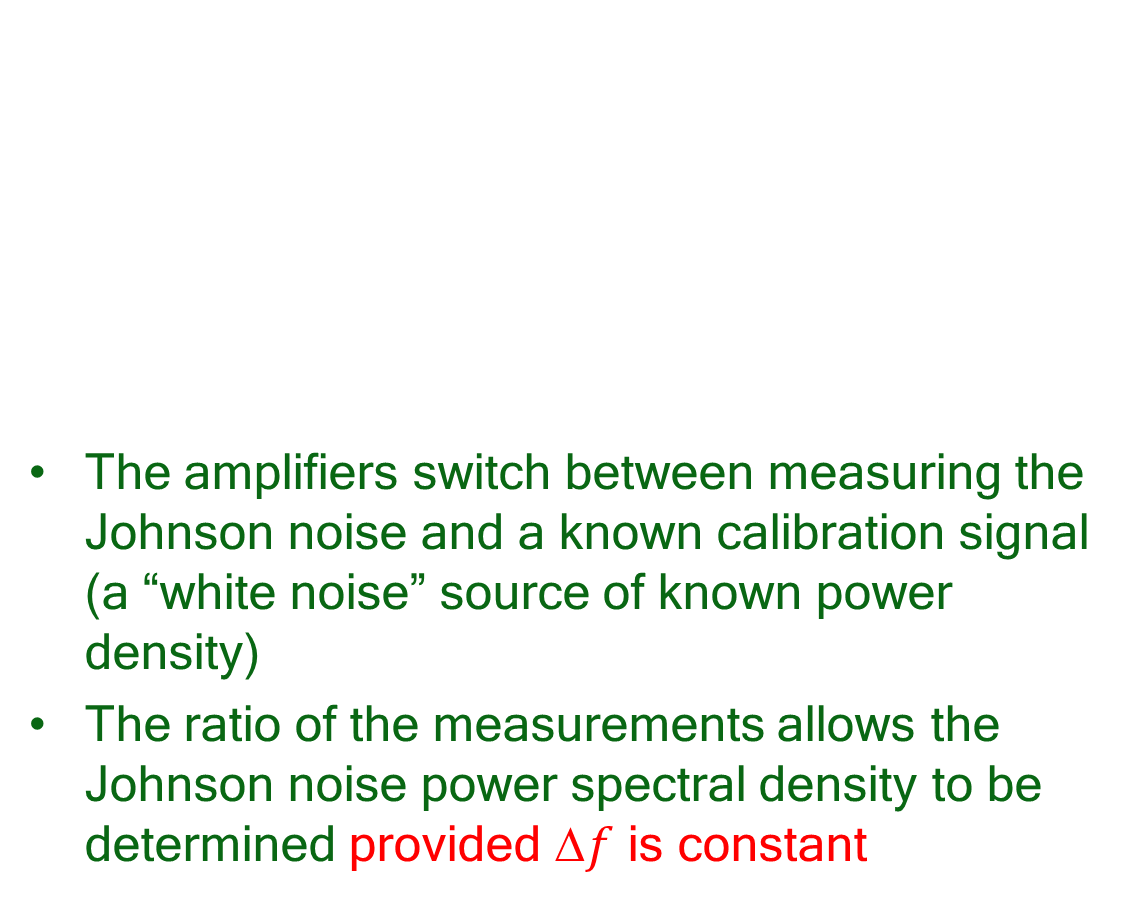 • The amplifiers switch between measuring the
Johnson noise and a known calibration signal
(a “white noise” source of known power
density)
• The ratio of the measurements allows the
Johnson noise power spectral density to be
determined provided Δ𝑓 is constant